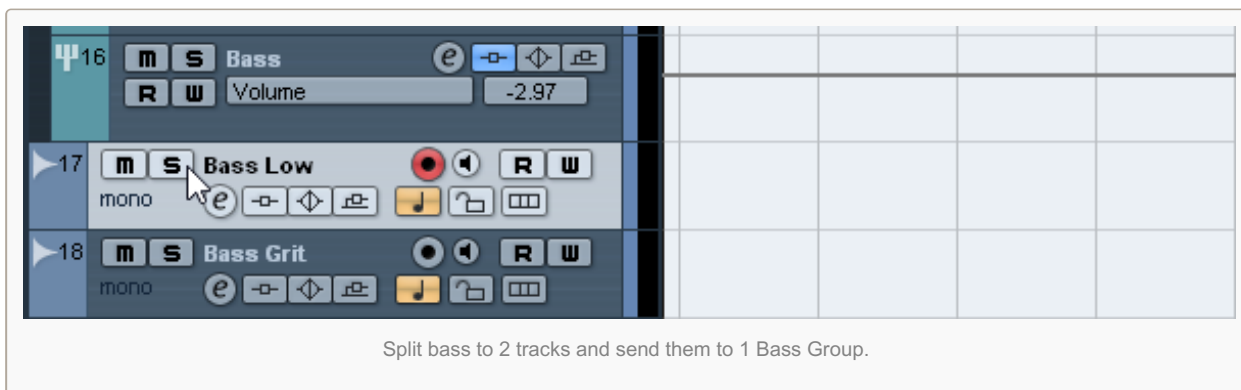 16 m S Bass e
R W Volume -2.97
17 m S Bass Low R W
mono e
18 m S Bass Grit R W
mono e
Split bass to 2 tracks and send them to 1 Bass Group.